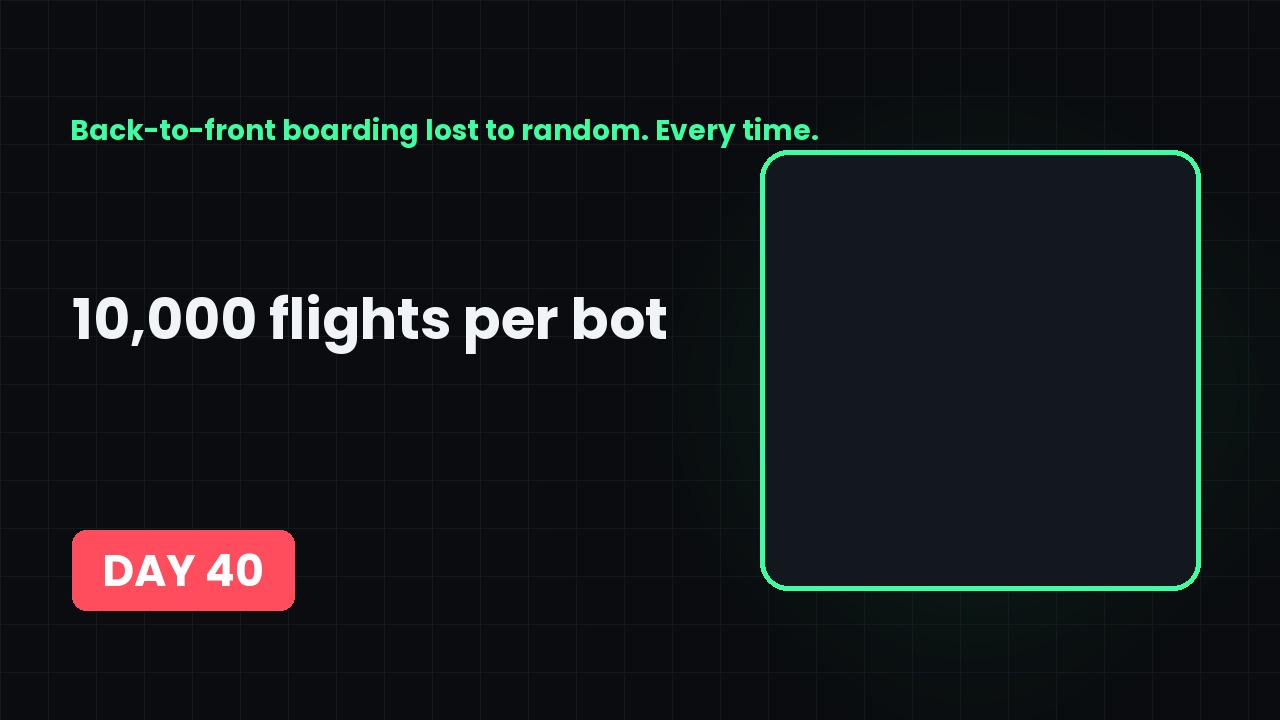 Back-to-front boarding lost to random. Every time.
10,000 flights per bot
DAY 40